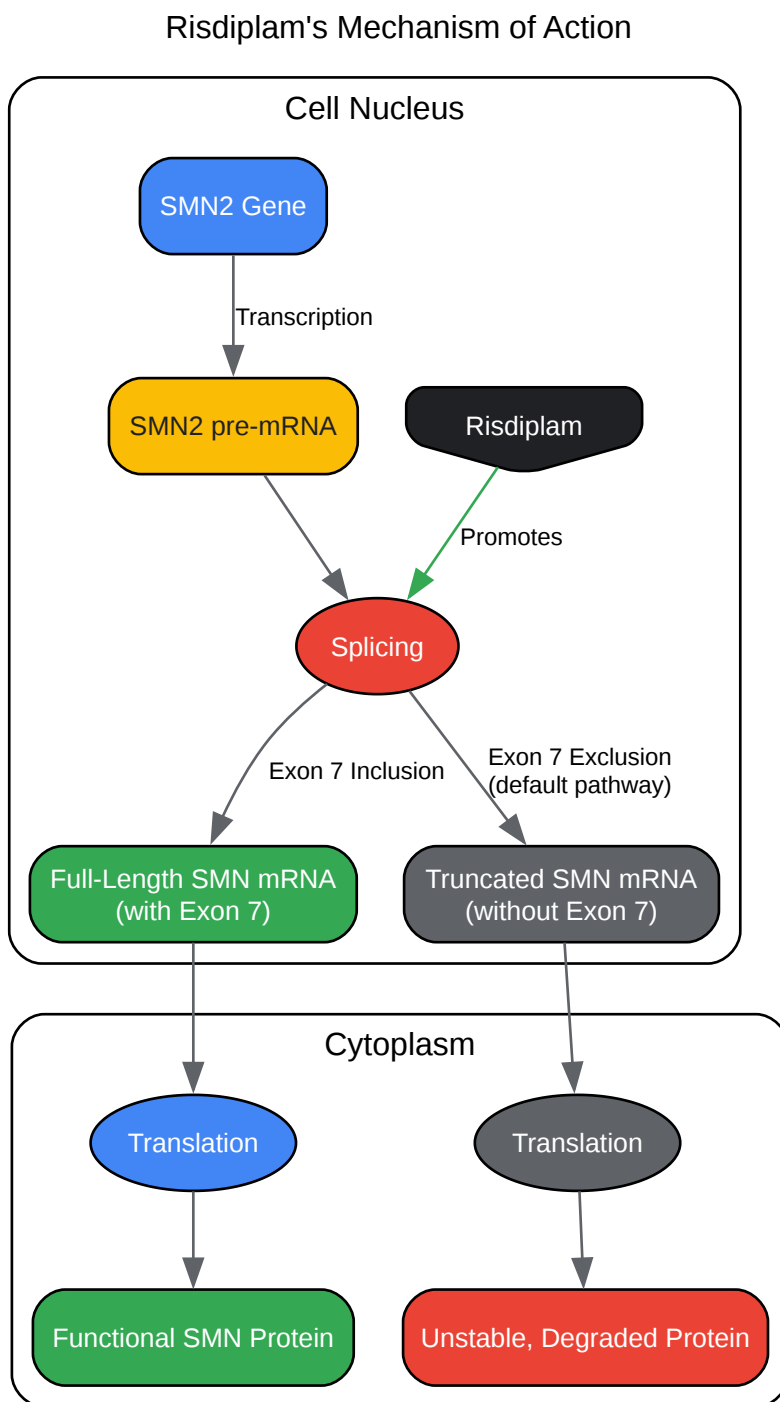 Risdiplam's Mechanism of Action
Cell Nucleus
SMN2 Gene
Transcription
SMN2 pre-mRNA
Risdiplam
Promotes
Splicing
Exon 7 Inclusion
Exon 7 Exclusion
(default pathway)
Full-Length SMN mRNA
(with Exon 7)
Truncated SMN mRNA
(without Exon 7)
Cytoplasm
Translation
Translation
Functional SMN Protein
Unstable, Degraded Protein